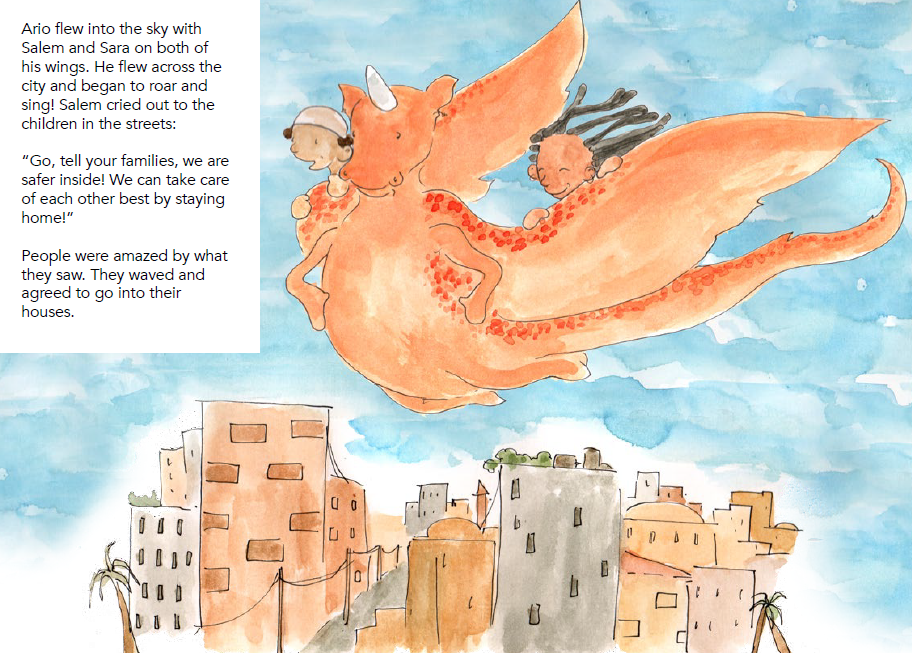 Ario flew into the sky with
Salem and Sara on both of
his wings. He flew across the
city and began to roar and
sing! Salem cried out to the
children in the streets:
“Go, tell your families, we are
safer inside! We can take care
of each other best by staying
home!”
People were amazed by what
they saw. They waved and
agreed to go into their
houses.